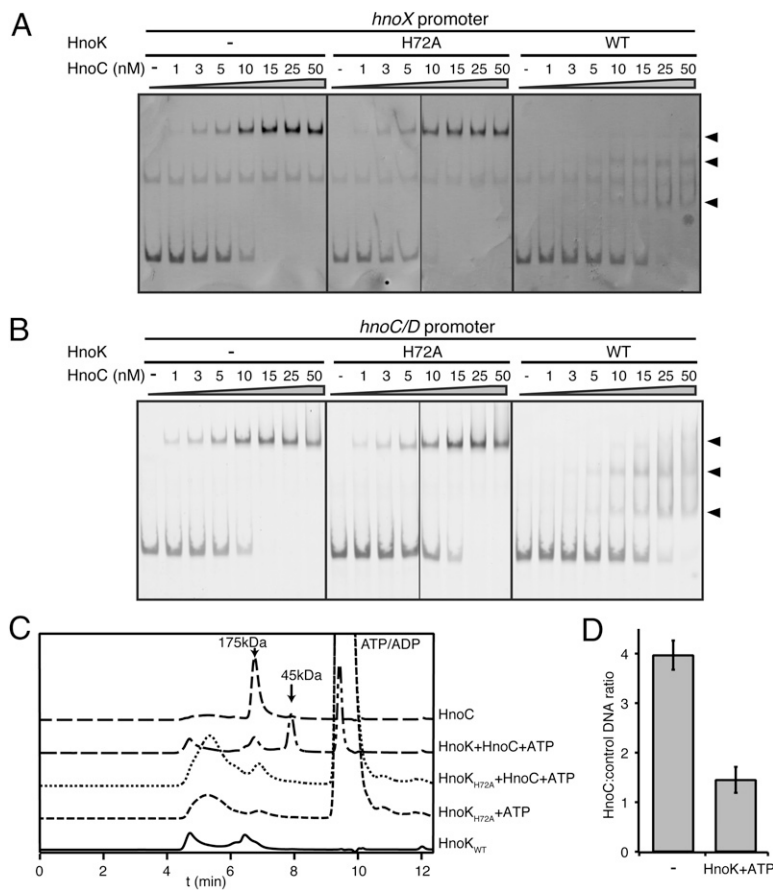 A
hnoX promoter
HnoK - H72A WT
HnoC (nM) - 1 3 5 10 15 25 50 - 1 3 5 10 15 25 50 - 1 3 5 10 15 25 50
B
hnoC/D promoter
HnoK - H72A WT
HnoC (nM) - 1 3 5 10 15 25 50 - 1 3 5 10 15 25 50 - 1 3 5 10 15 25 50
C
175kDa
45kDa
ATP/ADP
HnoC
HnoK+HnoC+ATP
HnoKH72A+HnoC+ATP
HnoKH72A+ATP
HnoKWT
0 2 4 6 8 10 12
t (min)
D
HnoC:control DNA ratio
4
3
2
1
0
- HnoK+ATP